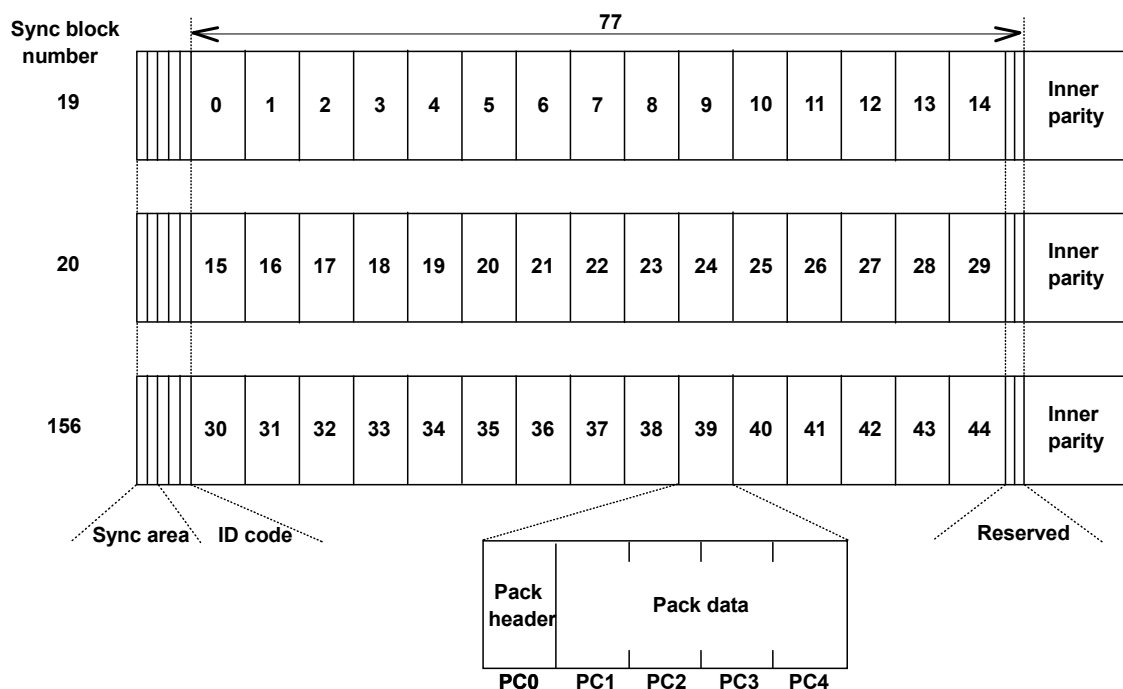 77
Sync block
number
19
0 1 2 3 4 5 6 7 8 9 10 11 12 13 14
Inner
parity
20
15 16 17 18 19 20 21 22 23 24 25 26 27 28 29
Inner
parity
156
30 31 32 33 34 35 36 37 38 39 40 41 42 43 44
Inner
parity
Sync area
ID code
Reserved
Pack
header
Pack data
PC0 PC1 PC2 PC3 PC4